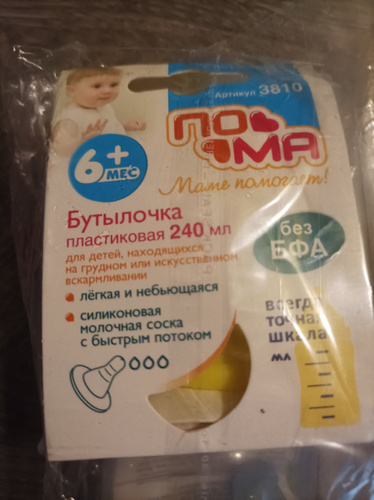 Артикул 3810
ПОМА
Маме помогает!
6+
МЕС
Бутылочка
пластиковая 240 мл
для детей, находящихся
на грудном или искусственном
вскармливании
лёгкая и небьющаяся
силиконовая
молочная соска
с быстрым потоком
без
БФА
всегда
точная
шкала
мл